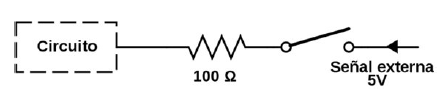 Circuito
100 Ω
Señal externa
5V